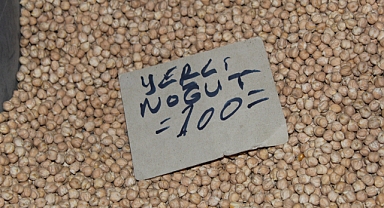 YERLİ
NOGUT
=100=